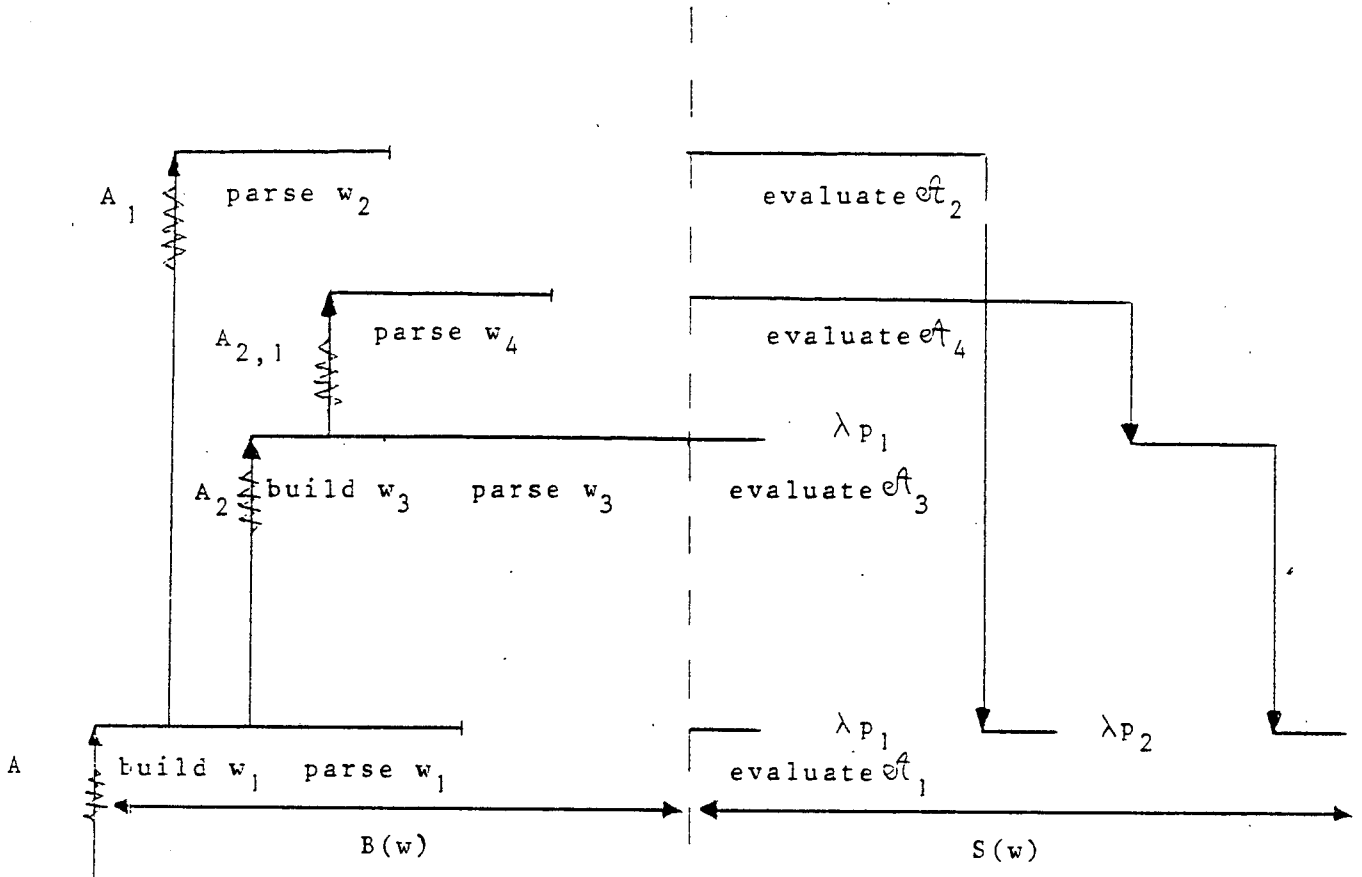 A₁ parse w₂ evaluate 𝒜₂
A₂,₁ parse w₄ evaluate 𝒜₄
λp₁
A₂ build w₃ parse w₃ evaluate 𝒜₃
λp₁ λp₂
A build w₁ parse w₁ evaluate 𝒜₁
B(w) S(w)